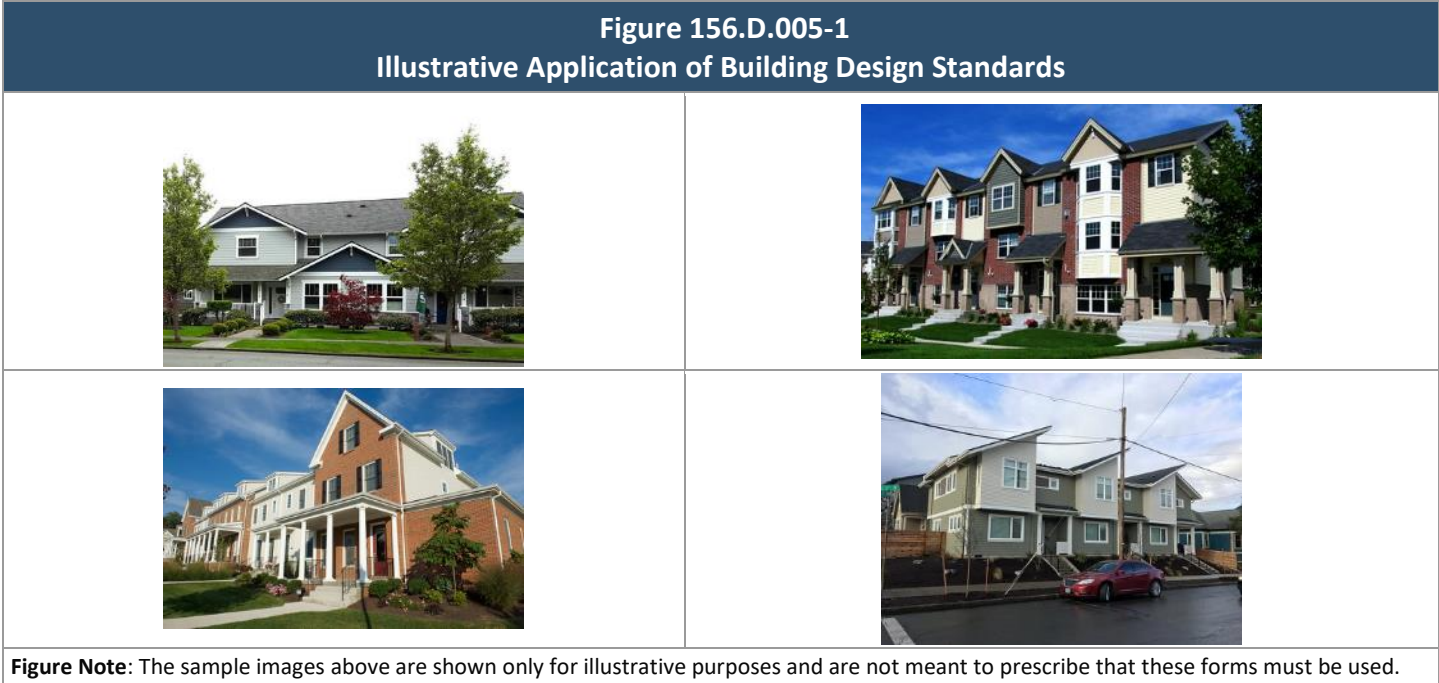 Figure 156.D.005-1
Illustrative Application of Building Design Standards
Figure Note: The sample images above are shown only for illustrative purposes and are not meant to prescribe that these forms must be used.